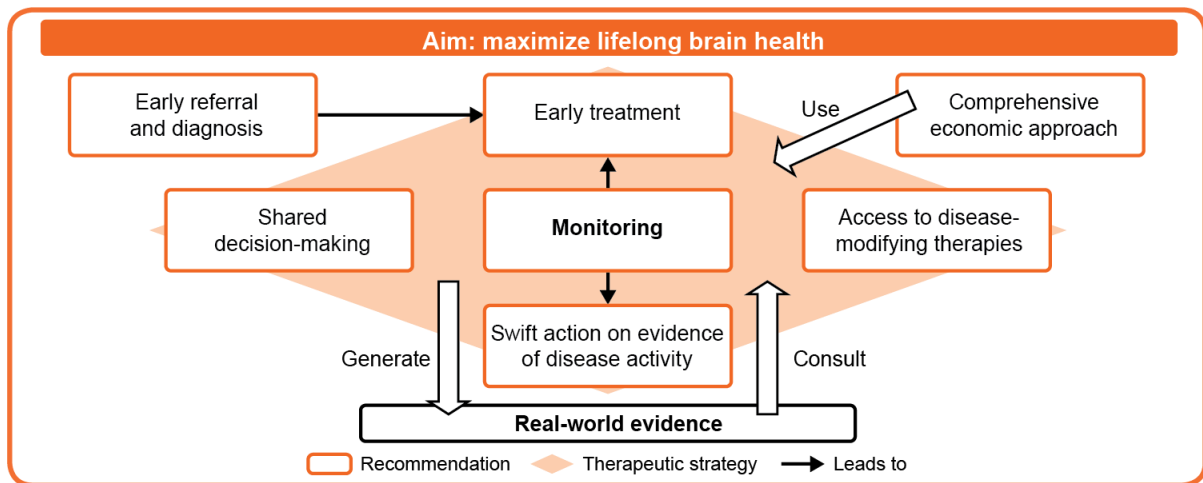 Aim: maximize lifelong brain health
Early referral
and diagnosis
Early treatment
Use
Comprehensive
economic approach
Shared
decision-making
Monitoring
Access to disease-
modifying therapies
Swift action on evidence
of disease activity
Generate
Consult
Real-world evidence
Recommendation
Therapeutic strategy
Leads to